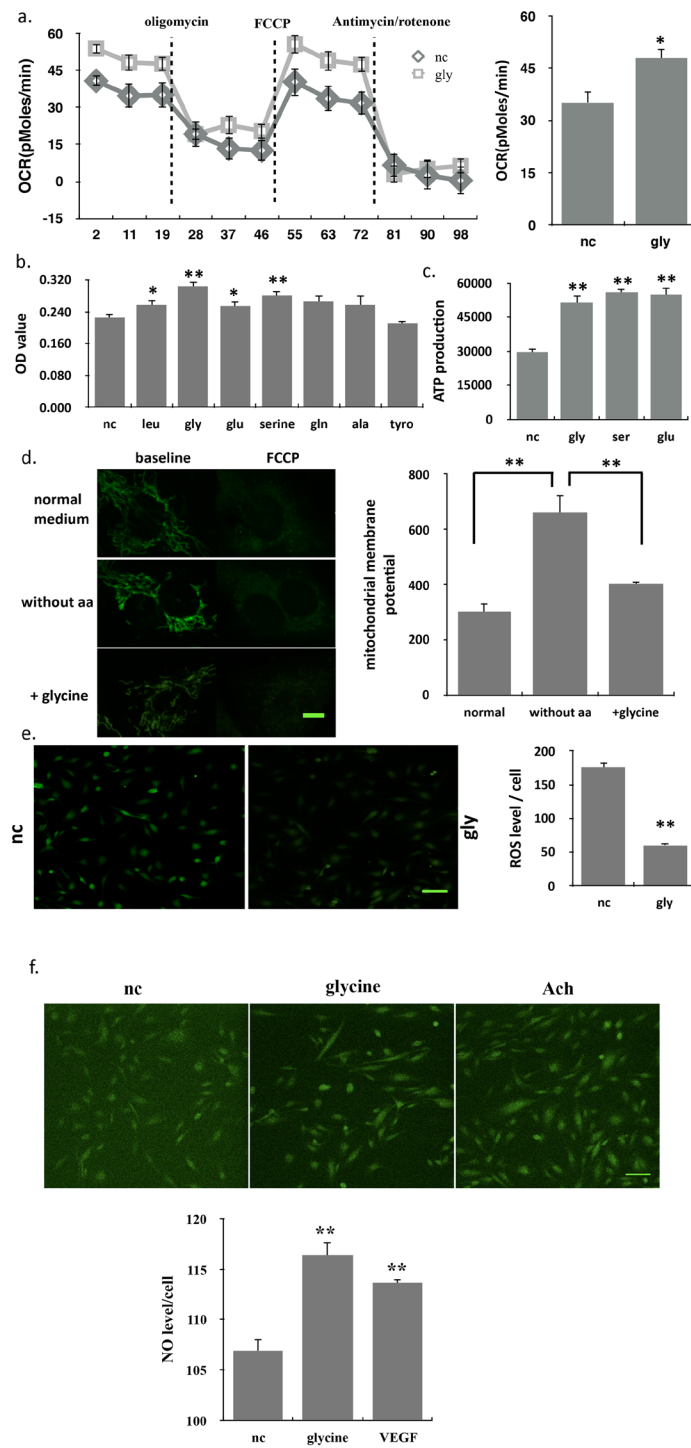 a.
oligomycin FCCP Antimycin/rotenone
OCR(pMoles/min)
60
45
30
15
0
-15
nc
gly
2 11 19 28 37 46 55 63 72 81 90 98
OCR(pMoles/min)
60
45
30
15
0
*
nc gly
b.
OD value
0.320
0.240
0.160
0.080
0.000
* ** * **
nc leu gly glu serine gln ala tyro
c.
ATP production
60000
45000
30000
15000
0
** ** **
nc gly ser glu
d.
baseline FCCP
normal
medium
without aa
+ glycine
mitochondrial membrane
potential
800
600
400
200
0
** **
normal without aa +glycine
e.
nc
gly
ROS level / cell
200
150
100
50
0
**
nc gly
f.
nc glycine Ach
NO level/cell
120
115
110
105
100
** **
nc glycine VEGF